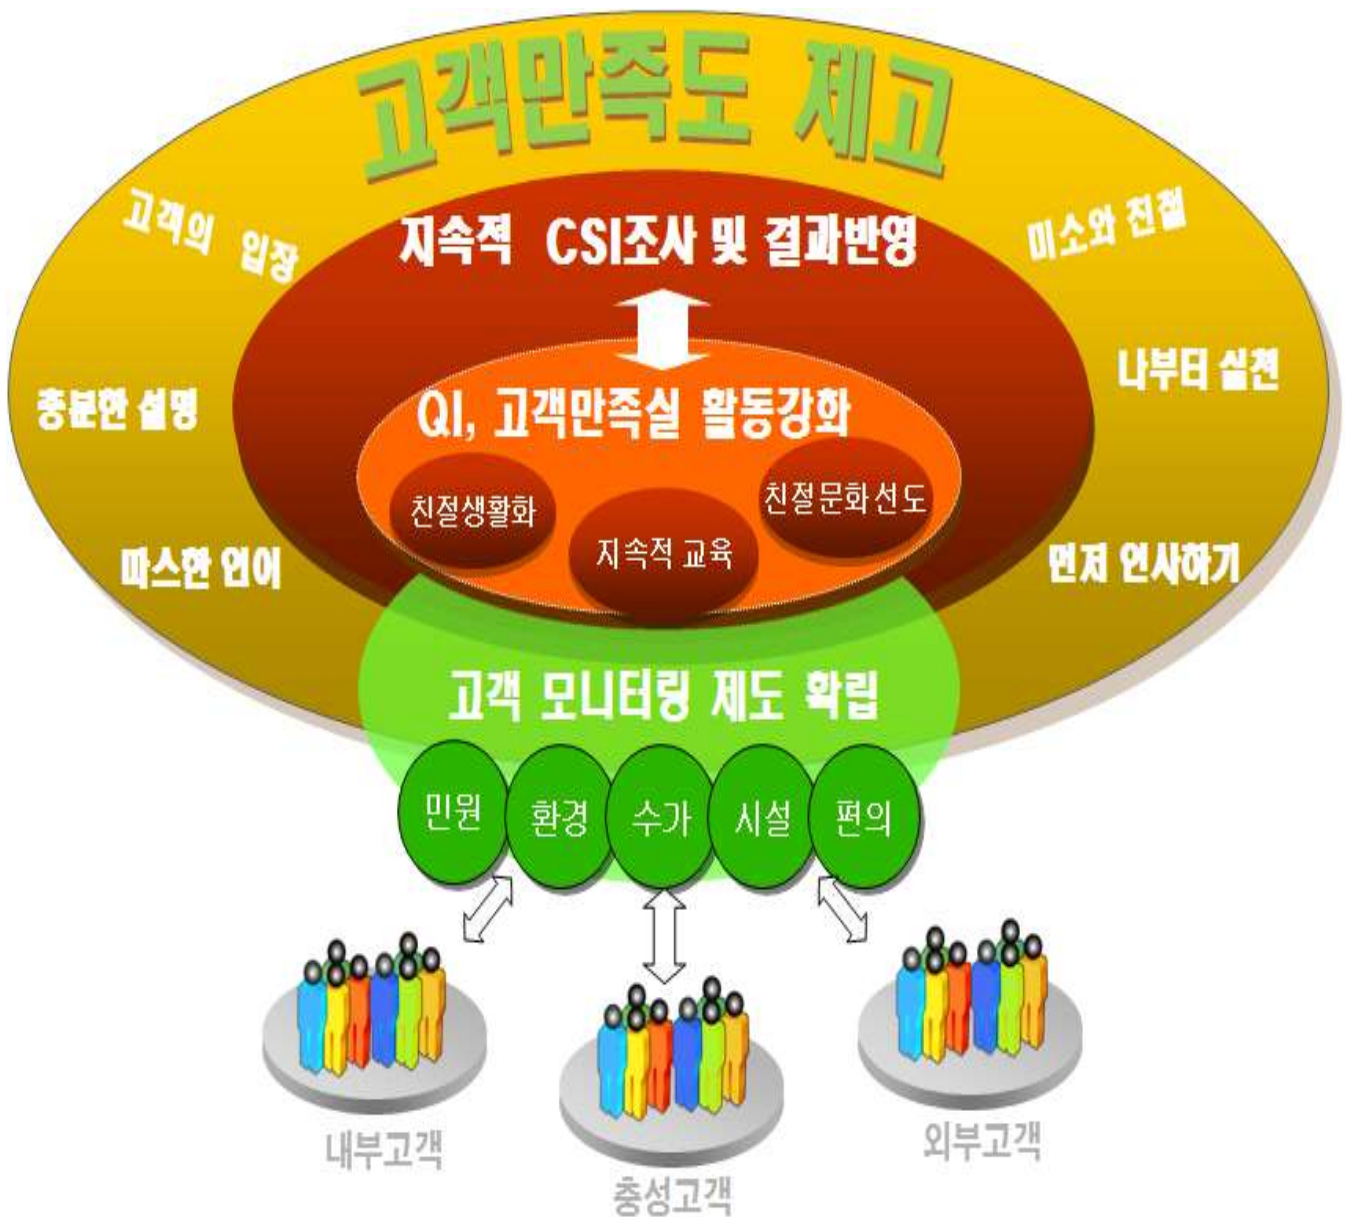 고객만족도 제고
고객의 입장
미소와 친절
지속적 CSI조사 및 결과반영
나부터 실천
충분한 설명
QI, 고객만족실 활동강화
친절생활화
지속적 교육
친절문화 선도
따스한 언어
먼저 인사하기
고객 모니터링 제도 확립
민원
환경
수가
시설
편의
내부고객
충성고객
외부고객